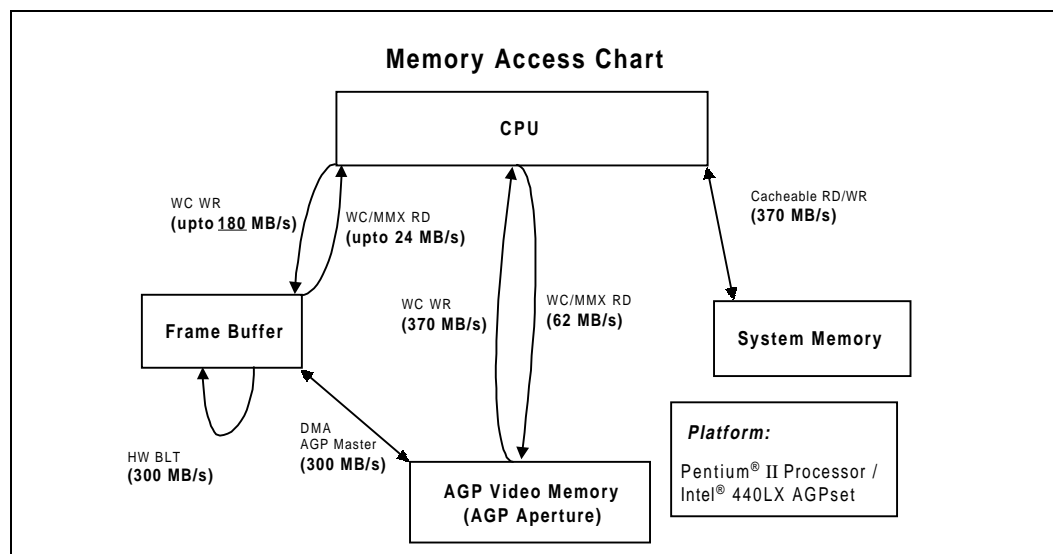 Memory Access Chart
CPU
WC WR
(upto 180 MB/s)
WC/MMX RD
(upto 24 MB/s)
Cacheable RD/WR
(370 MB/s)
WC WR
(370 MB/s)
WC/MMX RD
(62 MB/s)
Frame Buffer
System Memory
HW BLT
(300 MB/s)
DMA
AGP Master
(300 MB/s)
AGP Video Memory
(AGP Aperture)
Platform:
Pentium® II Processor /
Intel® 440LX AGPset